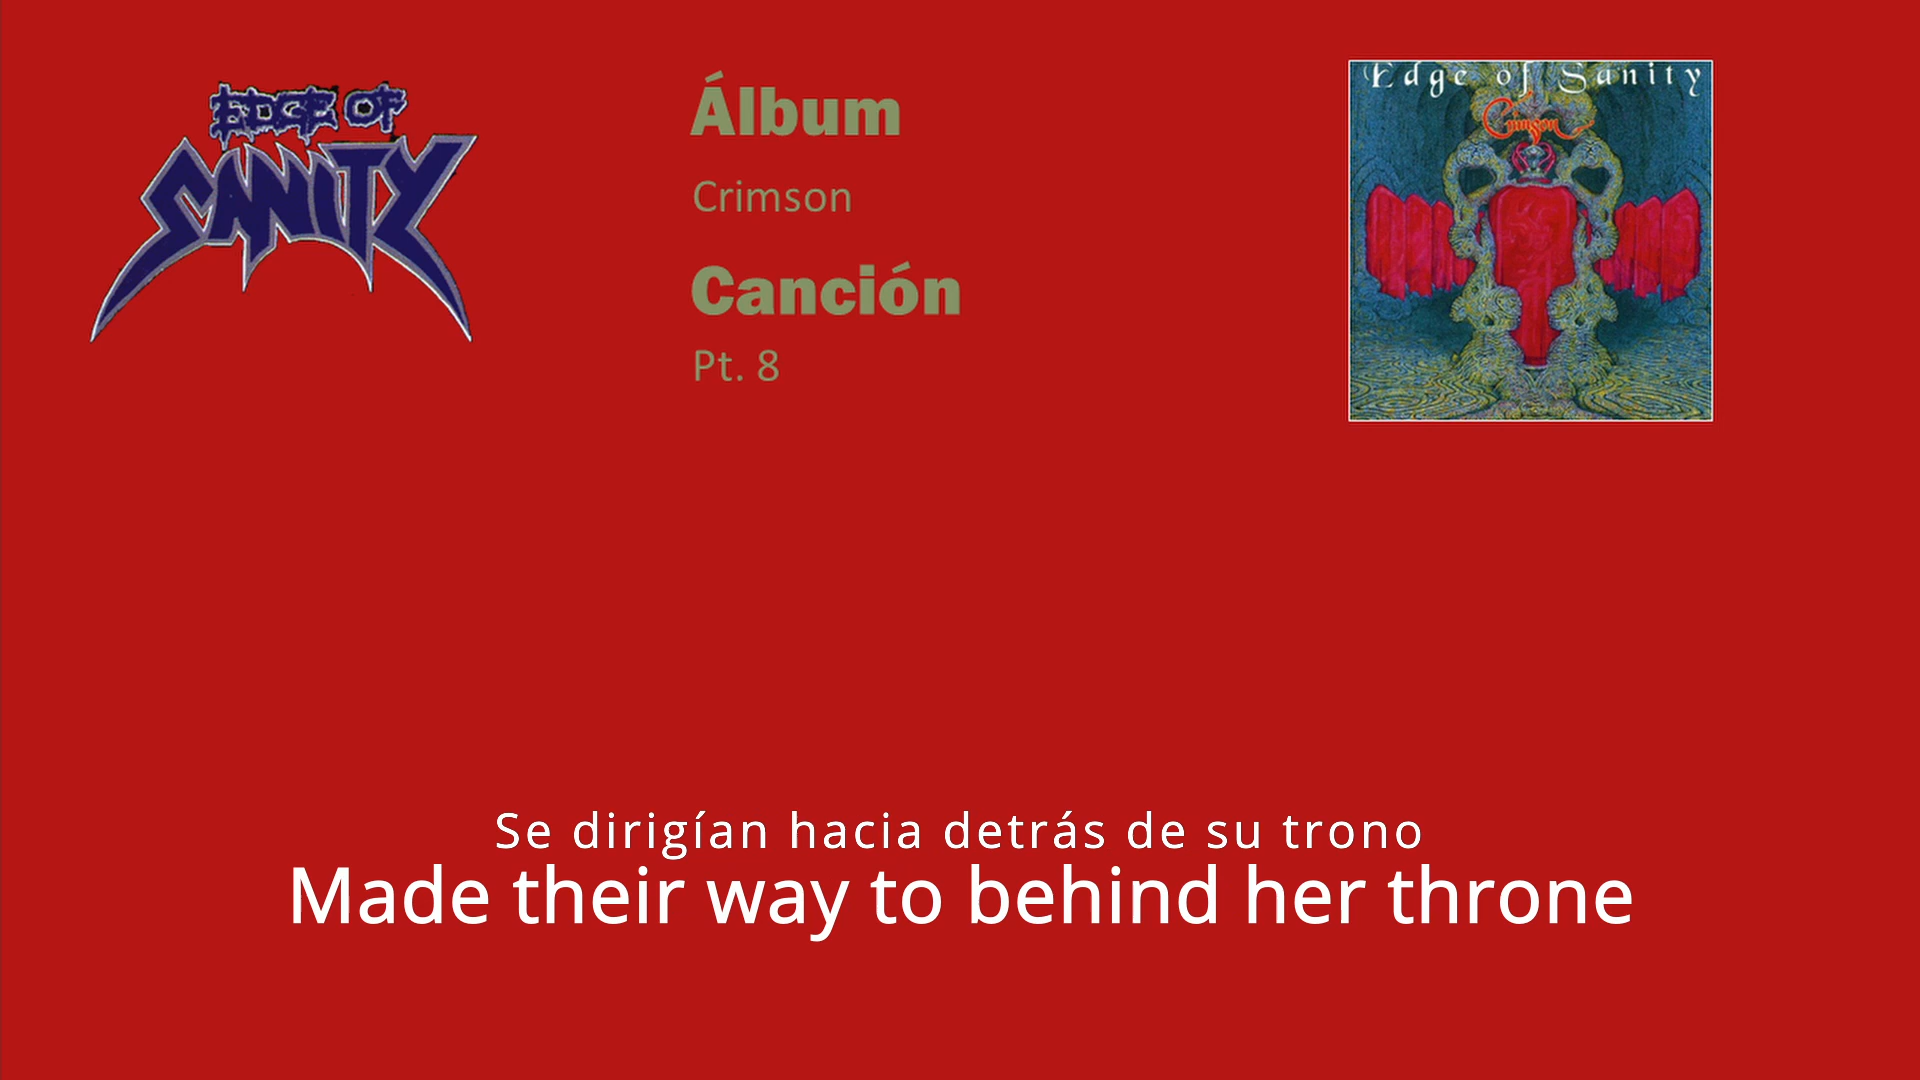 EDGE OF
SANITY
Álbum
Crimson
Canción
Pt. 8
Edge of Sanity
Crimson
Se dirigían hacia detrás de su trono
Made their way to behind her throne